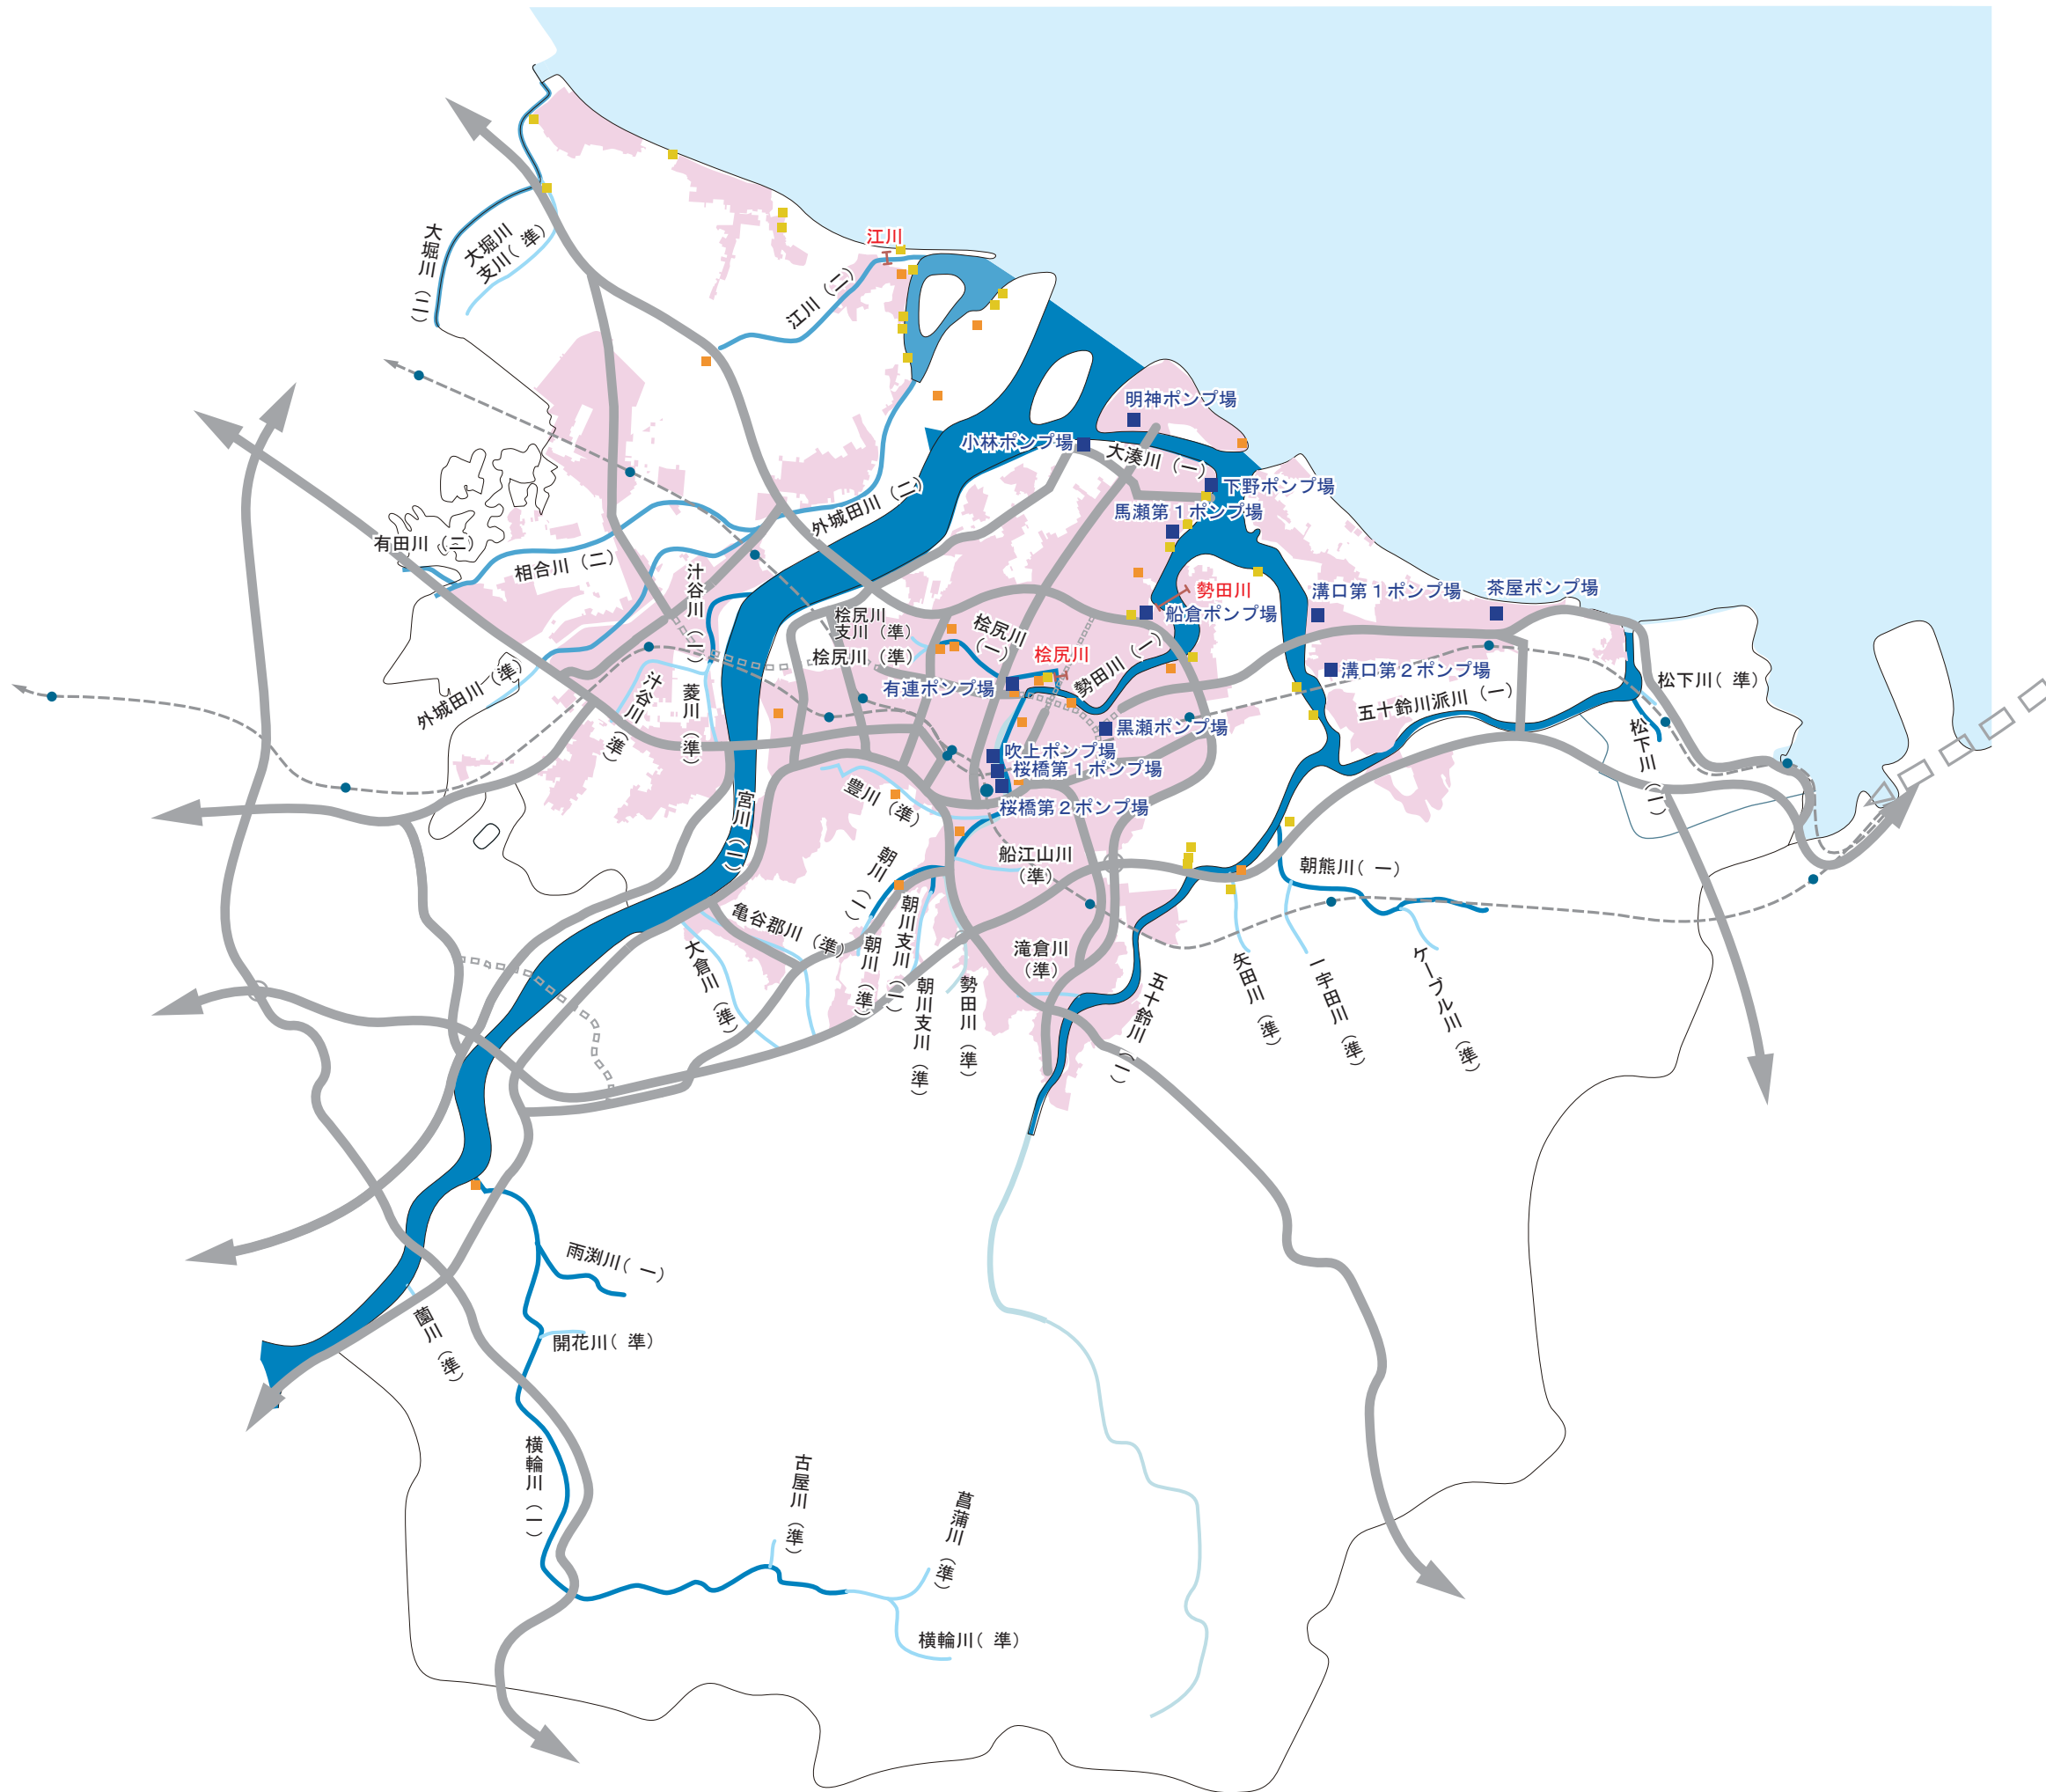 江川
大堀川（二）
大堀川
支川（準）
江川（二）
明神ポンプ場
小林ポンプ場
大湊川（一）
下野ポンプ場
馬瀬第１ポンプ場
外城田川（二）
有田川（二）
相合川（二）
汁谷川（一）
勢田川
船倉ポンプ場
溝口第１ポンプ場
茶屋ポンプ場
桧尻川
支川（準）
桧尻川（準）
桧尻川
（一）
桧尻川
勢田川（一）
溝口第２ポンプ場
松下川（準）
有連ポンプ場
外城田川（準）
汁谷川（準）
菱川（準）
五十鈴川派川（一）
黒瀬ポンプ場
松下川（一）
吹上ポンプ場
桜橋第１ポンプ場
桜橋第２ポンプ場
宮川（一）
豊川（準）
船江山川
（準）
朝川（一）
朝熊川（一）
亀谷郡川（準）
朝川支川（一）
朝川（準）
大倉川（準）
滝倉川
（準）
朝川支川（準）
勢田川（準）
五十鈴川（一）
矢田川（準）
一宇田川（準）
ケーブル川（準）
雨渕川（一）
薗川（準）
開花川（準）
横輪川（一）
古屋川（準）
菖蒲川（準）
横輪川（準）